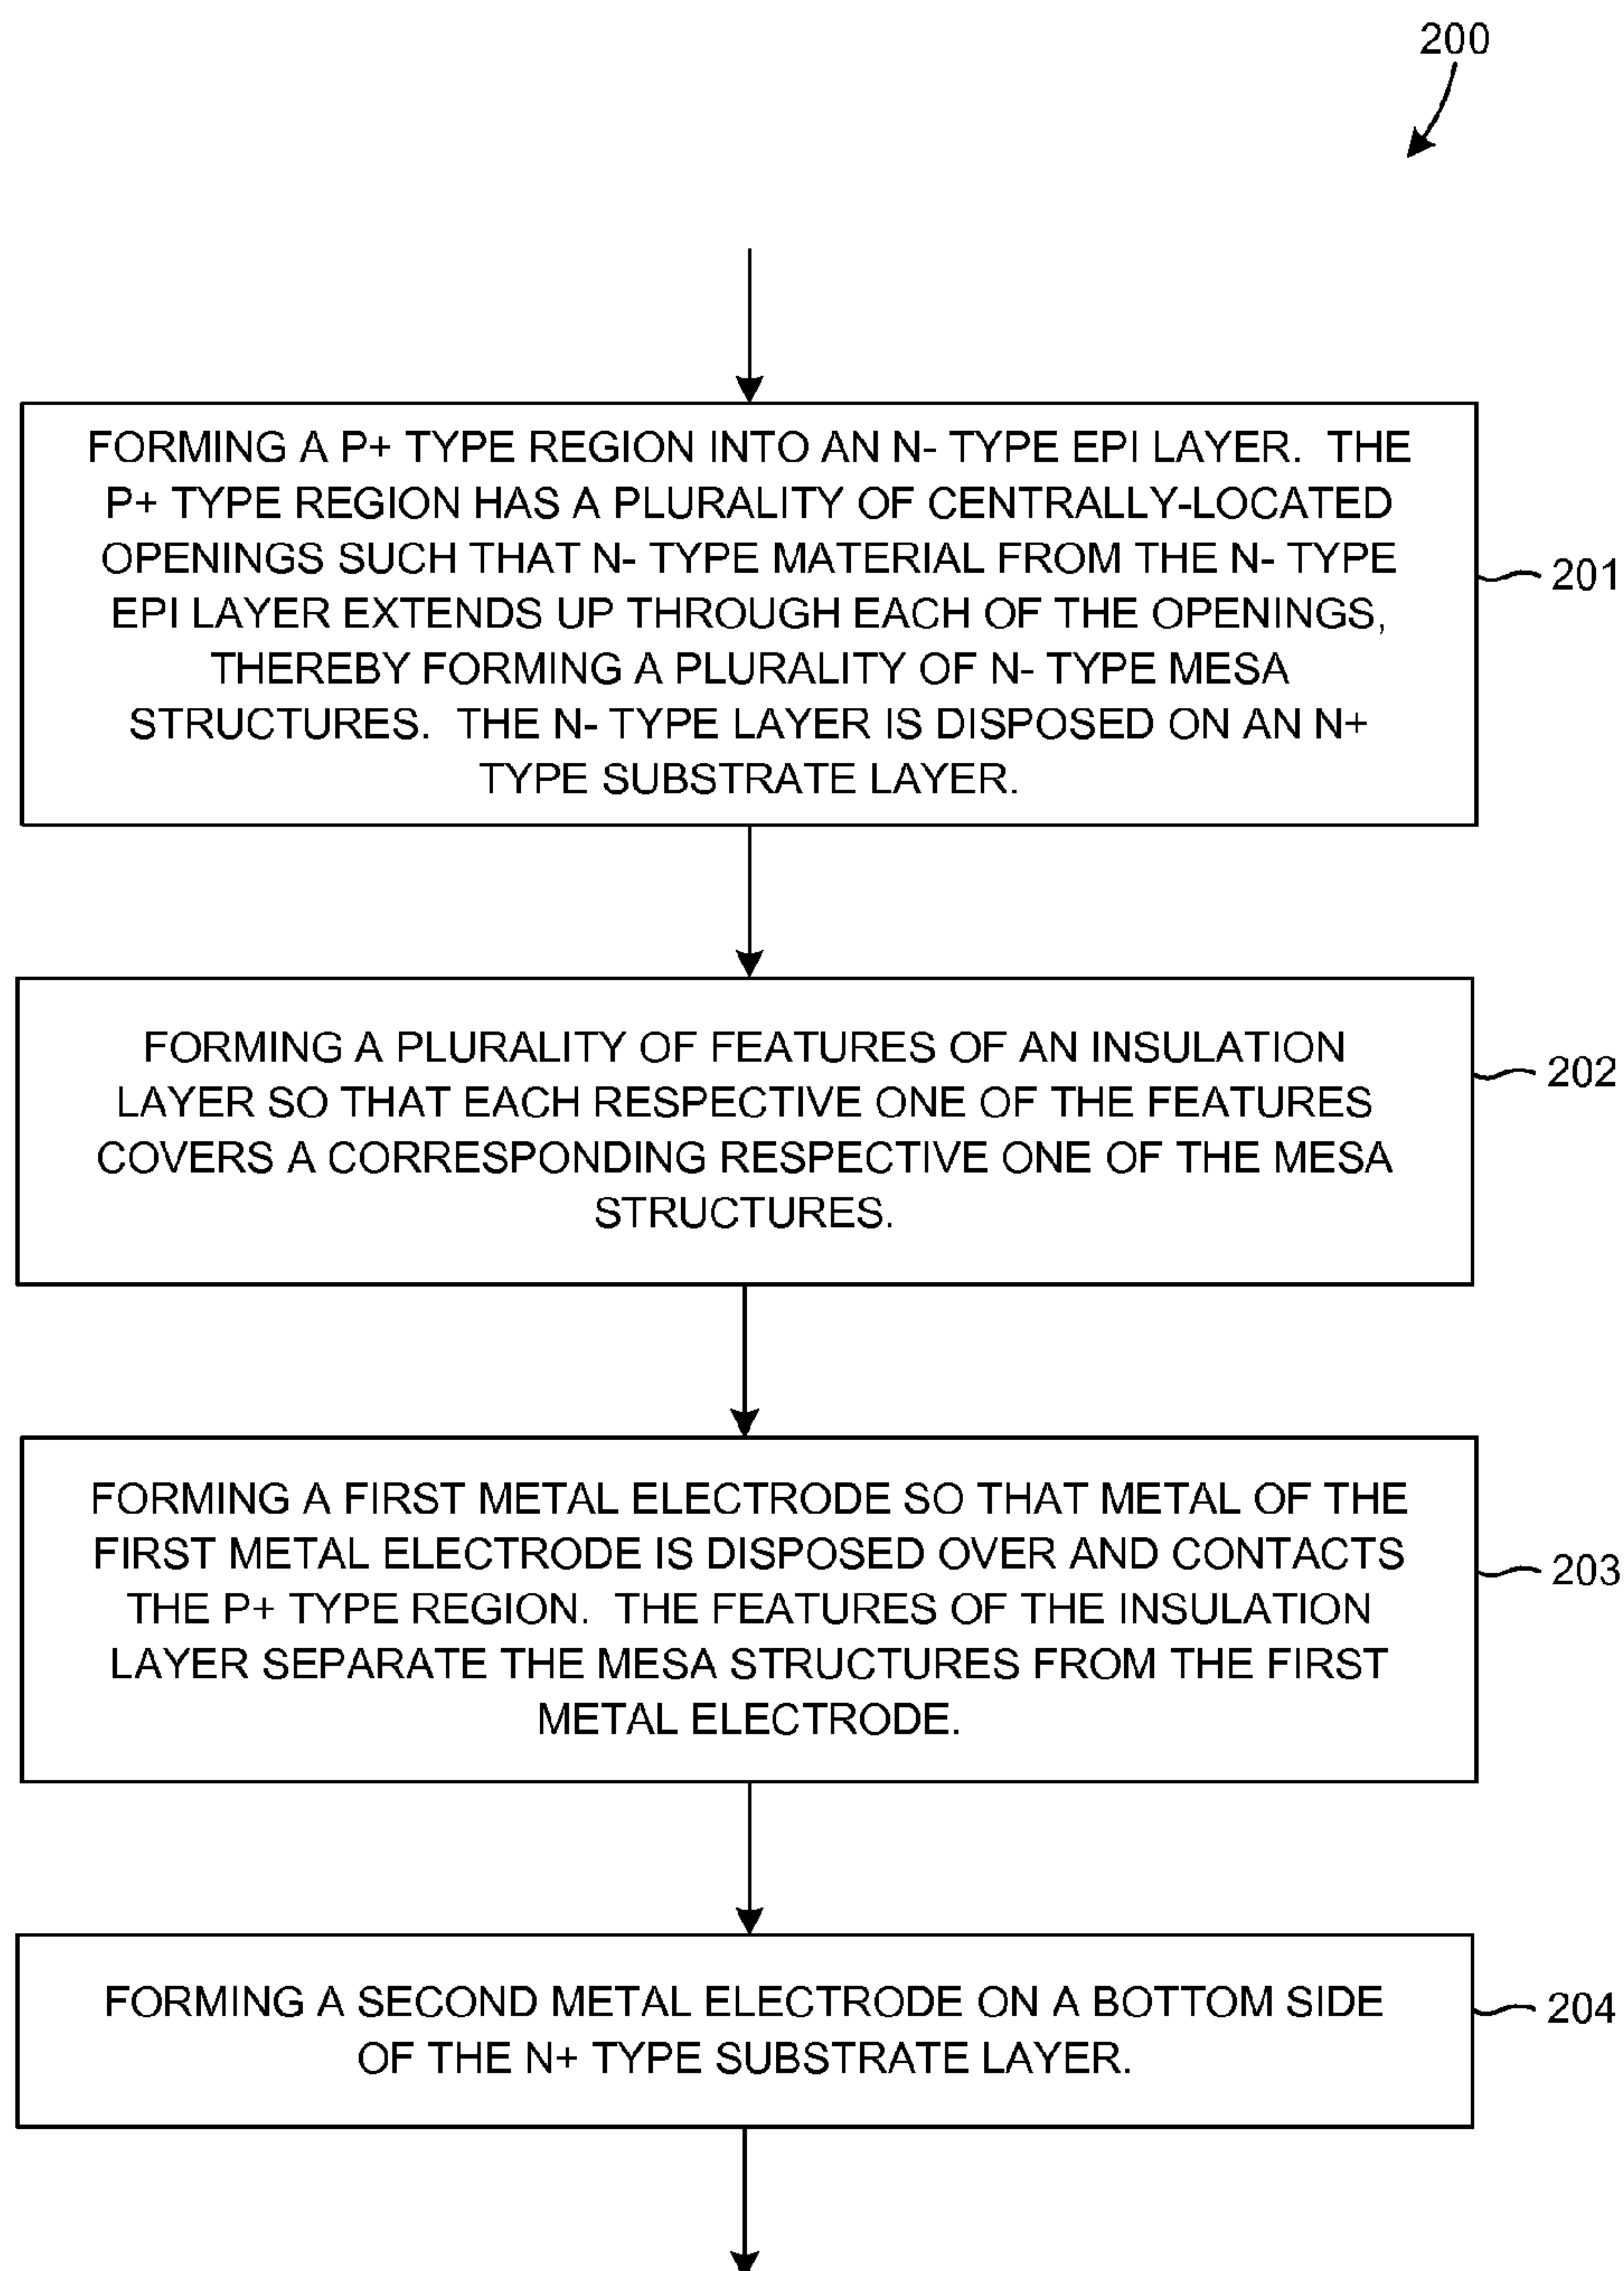 200
FORMING A P+ TYPE REGION INTO AN N- TYPE EPI LAYER. THE
P+ TYPE REGION HAS A PLURALITY OF CENTRALLY-LOCATED
OPENINGS SUCH THAT N- TYPE MATERIAL FROM THE N- TYPE
EPI LAYER EXTENDS UP THROUGH EACH OF THE OPENINGS,
THEREBY FORMING A PLURALITY OF N- TYPE MESA
STRUCTURES. THE N- TYPE LAYER IS DISPOSED ON AN N+
TYPE SUBSTRATE LAYER.
201
FORMING A PLURALITY OF FEATURES OF AN INSULATION
LAYER SO THAT EACH RESPECTIVE ONE OF THE FEATURES
COVERS A CORRESPONDING RESPECTIVE ONE OF THE MESA
STRUCTURES.
202
FORMING A FIRST METAL ELECTRODE SO THAT METAL OF THE
FIRST METAL ELECTRODE IS DISPOSED OVER AND CONTACTS
THE P+ TYPE REGION. THE FEATURES OF THE INSULATION
LAYER SEPARATE THE MESA STRUCTURES FROM THE FIRST
METAL ELECTRODE.
203
FORMING A SECOND METAL ELECTRODE ON A BOTTOM SIDE
OF THE N+ TYPE SUBSTRATE LAYER.
204